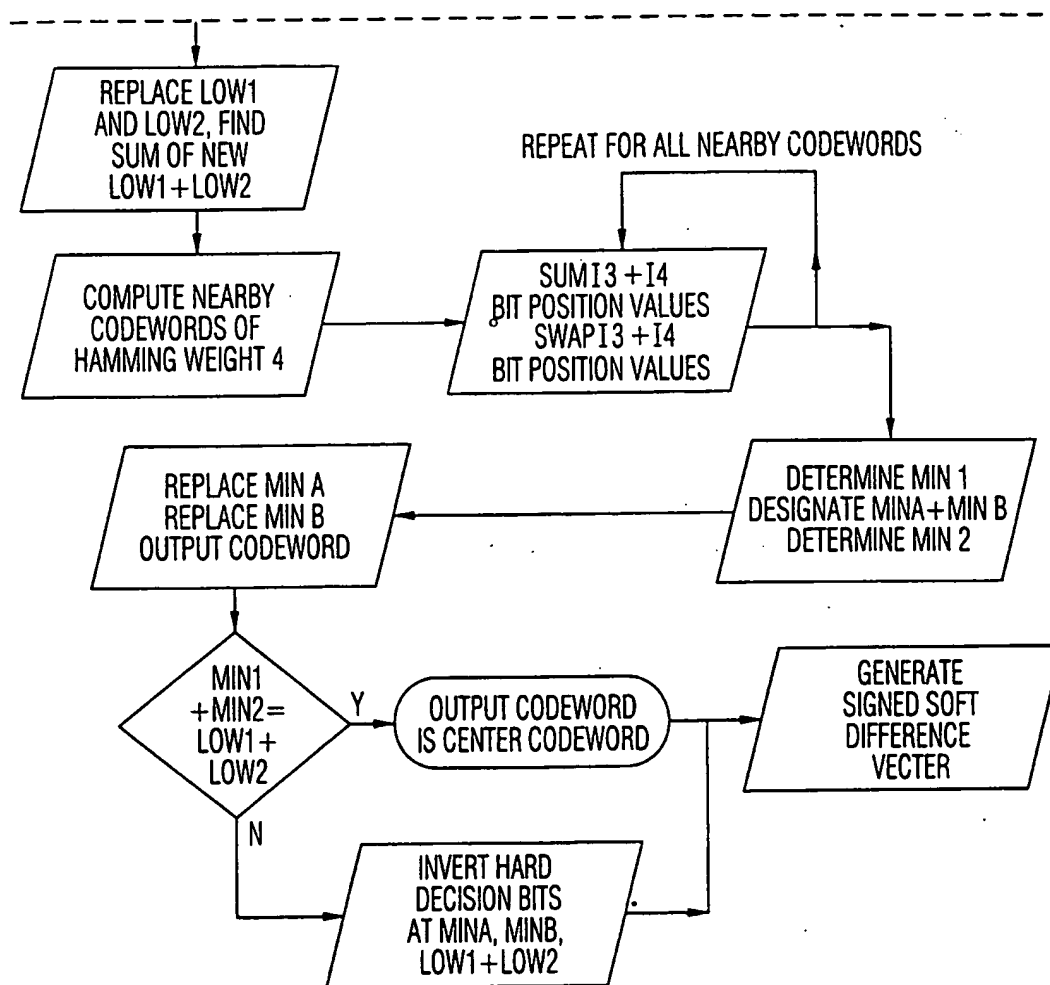 REPLACE LOW1
AND LOW2, FIND
SUM OF NEW
LOW1+LOW2
REPEAT FOR ALL NEARBY CODEWORDS
COMPUTE NEARBY
CODEWORDS OF
HAMMING WEIGHT 4
SUMI3+I4
BIT POSITION VALUES
SWAPI3+I4
BIT POSITION VALUES
DETERMINE MIN 1
DESIGNATE MINA+MIN B
DETERMINE MIN 2
REPLACE MIN A
REPLACE MIN B
OUTPUT CODEWORD
MIN1
+MIN2=
LOW1+
LOW2
Y
N
OUTPUT CODEWORD
IS CENTER CODEWORD
GENERATE
SIGNED SOFT
DIFFERENCE
VECTER
INVERT HARD
DECISION BITS
AT MINA, MINB,
LOW1+LOW2